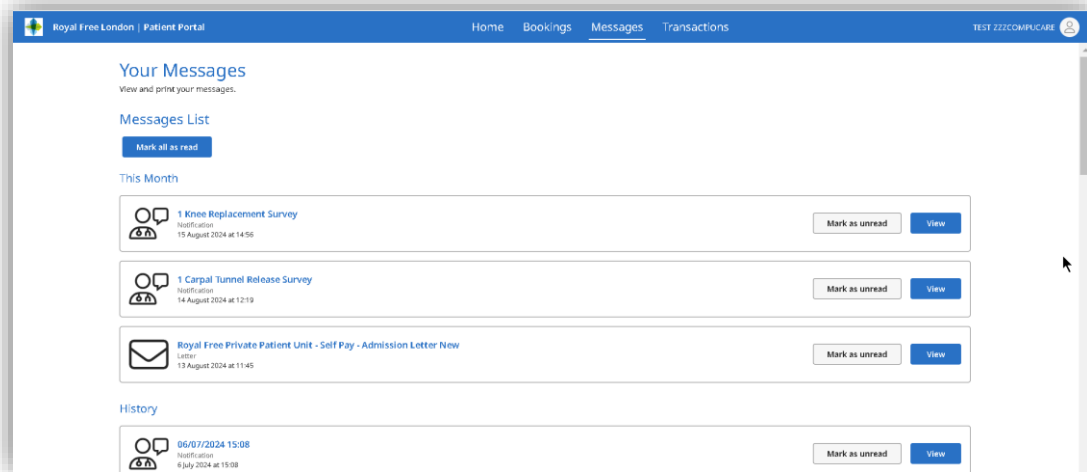 Royal Free London | Patient Portal
Home Bookings Messages Transactions
TEST ZZZCOMPUCARE
Your Messages
View and print your messages.
Messages List
Mark all as read
This Month
1 Knee Replacement Survey
Notification
15 August 2024 at 14:56
Mark as unread View
1 Carpal Tunnel Release Survey
Notification
14 August 2024 at 12:19
Mark as unread View
Royal Free Private Patient Unit - Self Pay - Admission Letter New
Letter
13 August 2024 at 11:45
Mark as unread View
History
06/07/2024 15:08
Notification
6 July 2024 at 15:08
Mark as unread View